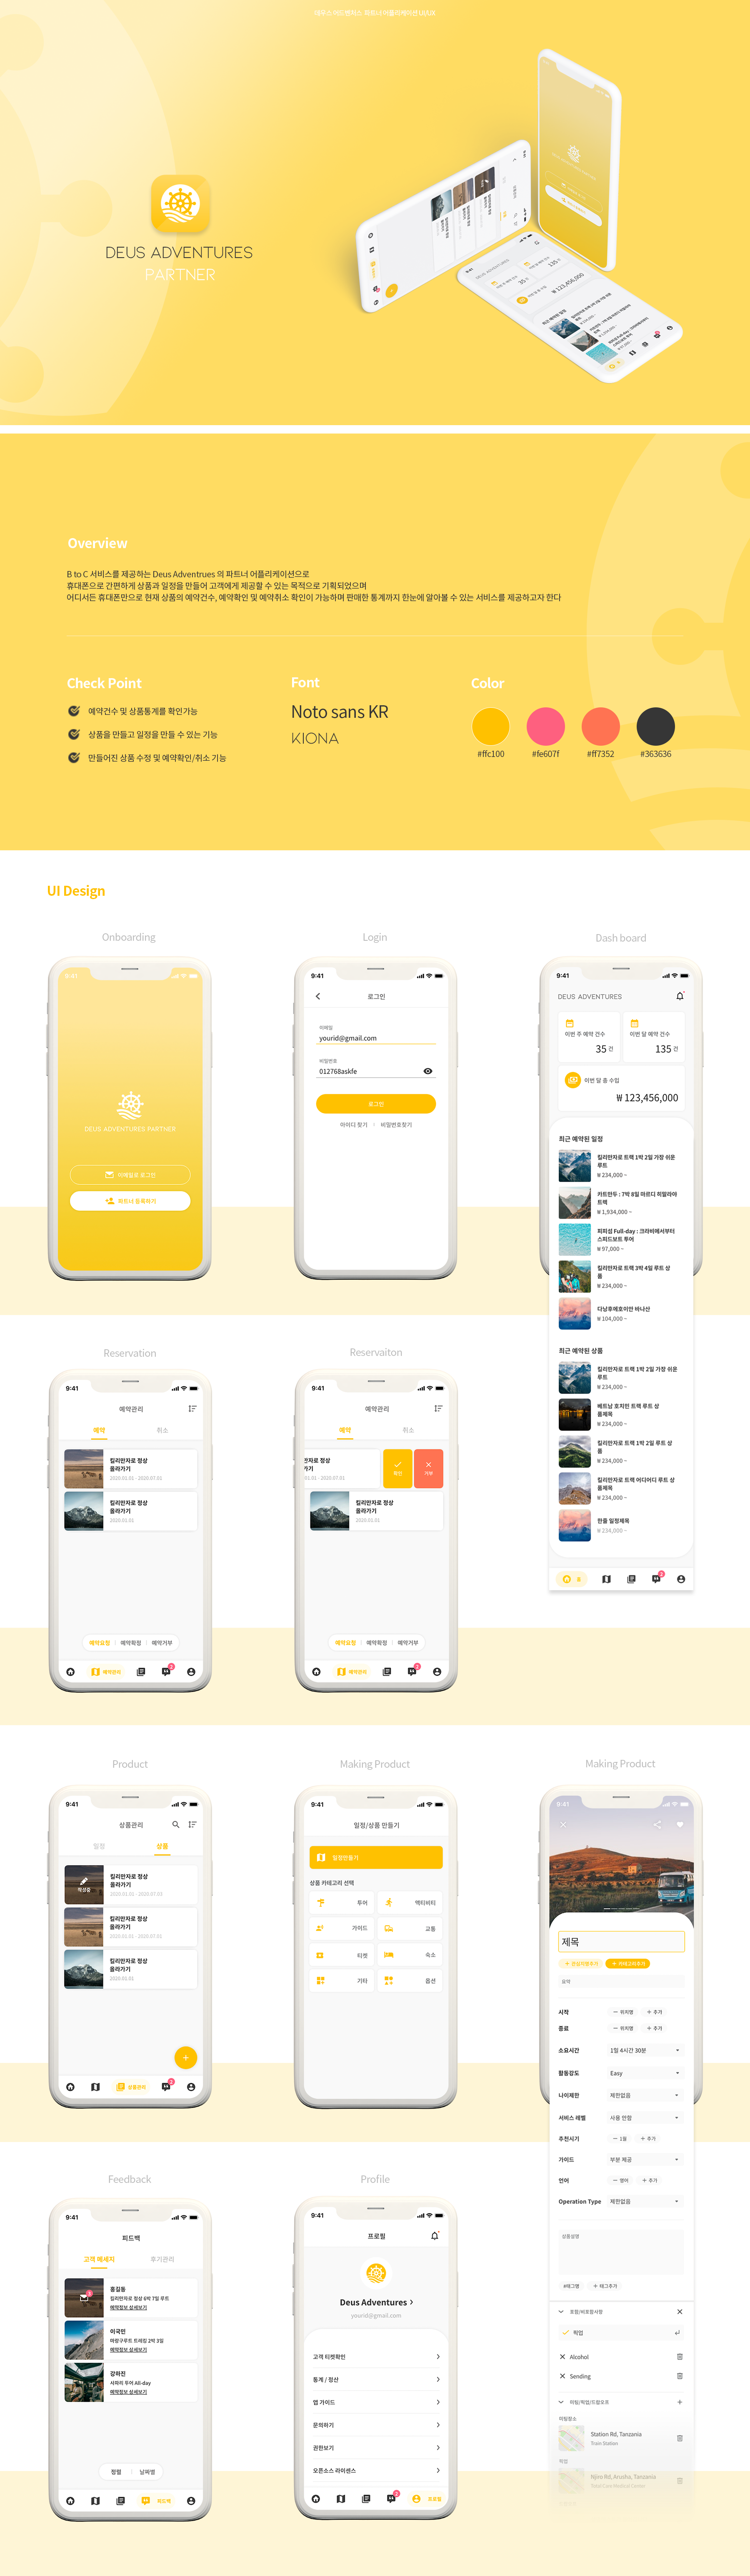 데우스 어드벤쳐스 파트너 어플리케이션 UI/UX
DEUS ADVENTURES
PARTNER
Overview
B to C 서비스를 제공하는 Deus Adventrues 의 파트너 어플리케이션으로
휴대폰으로 간편하게 상품과 일정을 만들어 고객에게 제공할 수 있는 목적으로 기획되었으며
어디서든 휴대폰만으로 현재 상품의 예약건수, 예약확인 및 예약취소 확인이 가능하며 판매한 통계까지 한눈에 알아볼 수 있는 서비스를 제공하고자 한다
Check Point
예약건수 및 상품통계를 확인가능
상품을 만들고 일정을 만들 수 있는 기능
만들어진 상품 수정 및 예약확인/취소 기능
Font
Noto sans KR
KIONA
Color
#ffc100
#fe607f
#ff7352
#363636
UI Design
Onboarding
9:41
DEUS ADVENTURES PARTNER
이메일로 로그인
파트너 등록하기
Login
9:41
로그인
이메일
yourid@gmail.com
비밀번호
012768askfe
로그인
아이디 찾기 | 비밀번호찾기
Dash board
9:41
DEUS ADVENTURES
이번 주 예약 건수
35 건
이번 달 예약 건수
135 건
이번 달 총 수입
₩ 123,456,000
최근 예약된 일정
킬리만자로 트랙 1박 2일 가장 쉬운
루트
₩ 234,000 ~
카트만두 : 7박 8일 마르디 히말라야
트랙
₩ 1,934,000 ~
피피섬 Full-day : 크라비에서부터
스피드보트 투어
₩ 97,000 ~
킬리만자로 트랙 3박 4일 루트 상
품
₩ 234,000 ~
다낭후에호이안 바나산
₩ 104,000 ~
최근 예약된 상품
킬리만자로 트랙 1박 2일 가장 쉬운
루트
₩ 234,000 ~
베트남 호치민 트랙 루트 상
품제목
₩ 234,000 ~
킬리만자로 트랙 1박 2일 루트 상
품
₩ 234,000 ~
킬리만자로 트랙 어디어디 루트 상
품제목
₩ 234,000 ~
한줄 일정제목
₩ 234,000 ~
홈
2
Reservation
9:41
예약관리
예약
취소
킬리만자로 정상
올라가기
2020.01.01 - 2020.07.01
킬리만자로 정상
올라가기
2020.01.01
예약요청 | 예약확정 | 예약거부
예약관리
2
Reservaiton
9:41
예약관리
예약
취소
만자로 정상
가기
01.01 - 2020.07.01
확인
거부
킬리만자로 정상
올라가기
2020.01.01
예약요청 | 예약확정 | 예약거부
예약관리
2
Product
9:41
상품관리
일정
상품
작성중
킬리만자로 정상
올라가기
2020.01.01 - 2020.07.01
킬리만자로 정상
올라가기
2020.01.01 - 2020.07.01
킬리만자로 정상
올라가기
2020.01.01
상품관리
2
Making Product
9:41
일정/상품 만들기
일정만들기
상품 카테고리 선택
투어
액티비티
가이드
교통
티켓
숙소
기타
옵션
Making Product
9:41
제목
+ 카테고리추가
요약
시작
위치명
+ 추가
종료
위치명
+ 추가
소요시간
1일 4시간 30분
활동강도
Easy
나이제한
제한없음
서비스 레벨
사용 안함
추천시기
1월
+ 추가
가이드
부분 제공
언어
영어
+ 추가
Operation Type
제한없음
상품설명
#태그명
+ 태그추가
포함/비포함사항
픽업
Alcohol
Sending
미팅/픽업/드랍오프
미팅장소
Station Rd, Tanzania
Train Station
픽업
Njiro Rd, Arusha, Tanzania
Feedback
9:41
피드백
고객 메세지
후기관리
2
홍길동
킬리만자로 정상 6박 7일 루트
예약정보 상세보기
이국민
마랑구루트 트레킹 2박 3일
예약정보 상세보기
강하진
사파리 투어 All-day
예약정보 상세보기
정렬 | 날짜별
피드백
Profile
9:41
프로필
Deus Adventures
yourid@gmail.com
고객 티켓확인
통계 / 정산
앱 가이드
문의하기
권한보기
오픈소스 라이센스
2
프로필